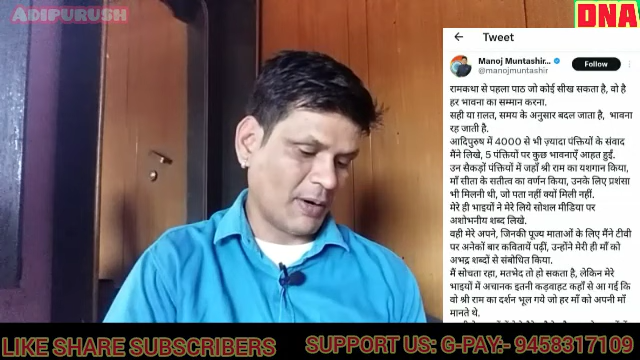 ADIPURUSH
DNA
Tweet
Manoj Muntashir...
@manojmuntashir
Follow
रामकथा से पहला पाठ जो कोई सीख सकता है, वो है
हर भावना का सम्मान करना.
सही या ग़लत, समय के अनुसार बदल जाता है, भावना
रह जाती है.
आदिपुरुष में 4000 से भी ज़्यादा पंक्तियों के संवाद
मैंने लिखे, 5 पंक्तियों पर कुछ भावनाएँ आहत हुईं.
उन सैकड़ों पंक्तियों में जहाँ श्री राम का यशगान किया,
माँ सीता के सतीत्व का वर्णन किया, उनके लिए प्रशंसा
भी मिलनी थी, जो पता नहीं क्यों मिली नहीं.
मेरे ही भाइयों ने मेरे लिये सोशल मीडिया पर
अशोभनीय शब्द लिखे.
वही मेरे अपने, जिनकी पूज्य माताओं के लिए मैंने टीवी
पर अनेकों बार कवितायें पढ़ीं, उन्होंने मेरी ही माँ को
अभद्र शब्दों से संबोधित किया.
मैं सोचता रहा, मतभेद तो हो सकता है, लेकिन मेरे
भाइयों में अचानक इतनी कड़वाहट कहाँ से आ गई कि
वो श्री राम का दर्शन भूल गये जो हर माँ को अपनी माँ
मानते थे.
LIKE SHARE SUBSCRIBERS
SUPPORT US: G-PAY:- 9458317109